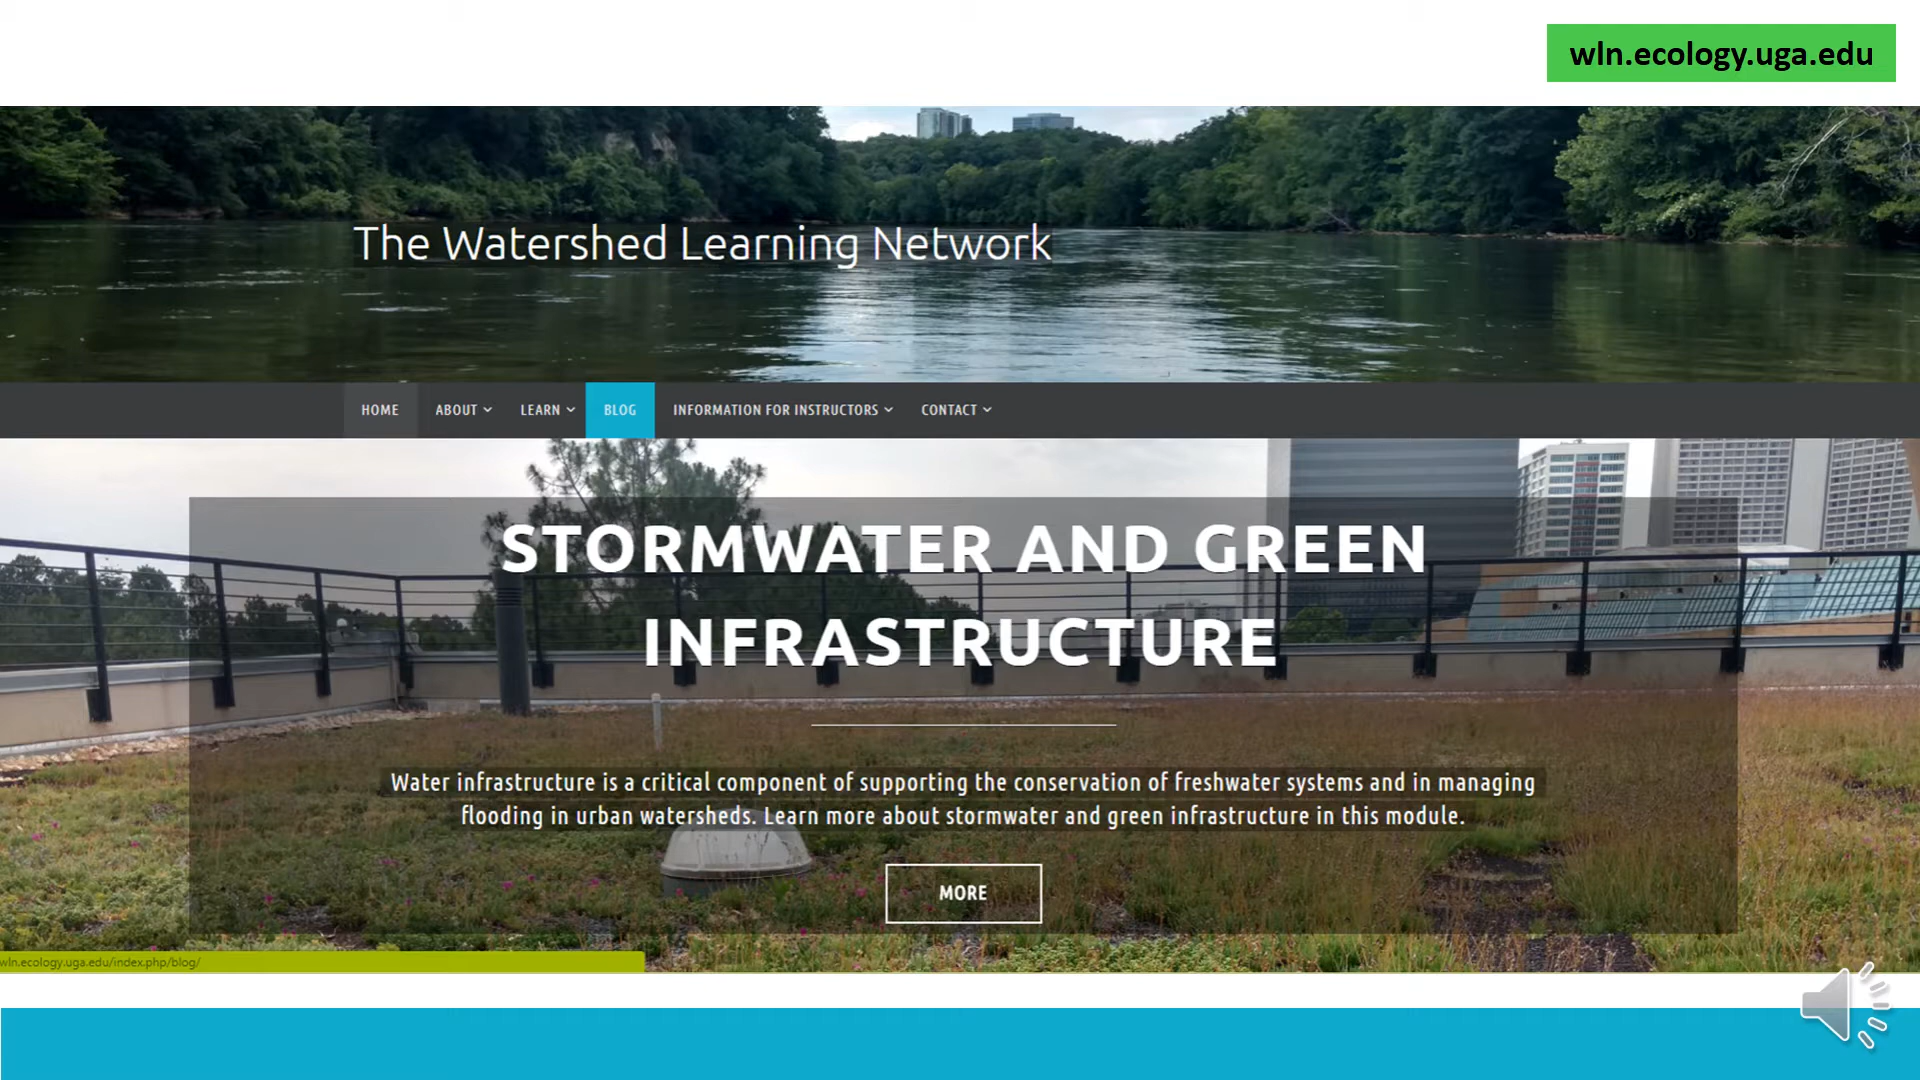 wln.ecology.uga.edu
The Watershed Learning Network
HOME ABOUT LEARN BLOG INFORMATION FOR INSTRUCTORS CONTACT
STORMWATER AND GREEN
INFRASTRUCTURE
Water infrastructure is a critical component of supporting the conservation of freshwater systems and in managing
flooding in urban watersheds. Learn more about stormwater and green infrastructure in this module.
MORE
wln.ecology.uga.edu/index.php/blog/